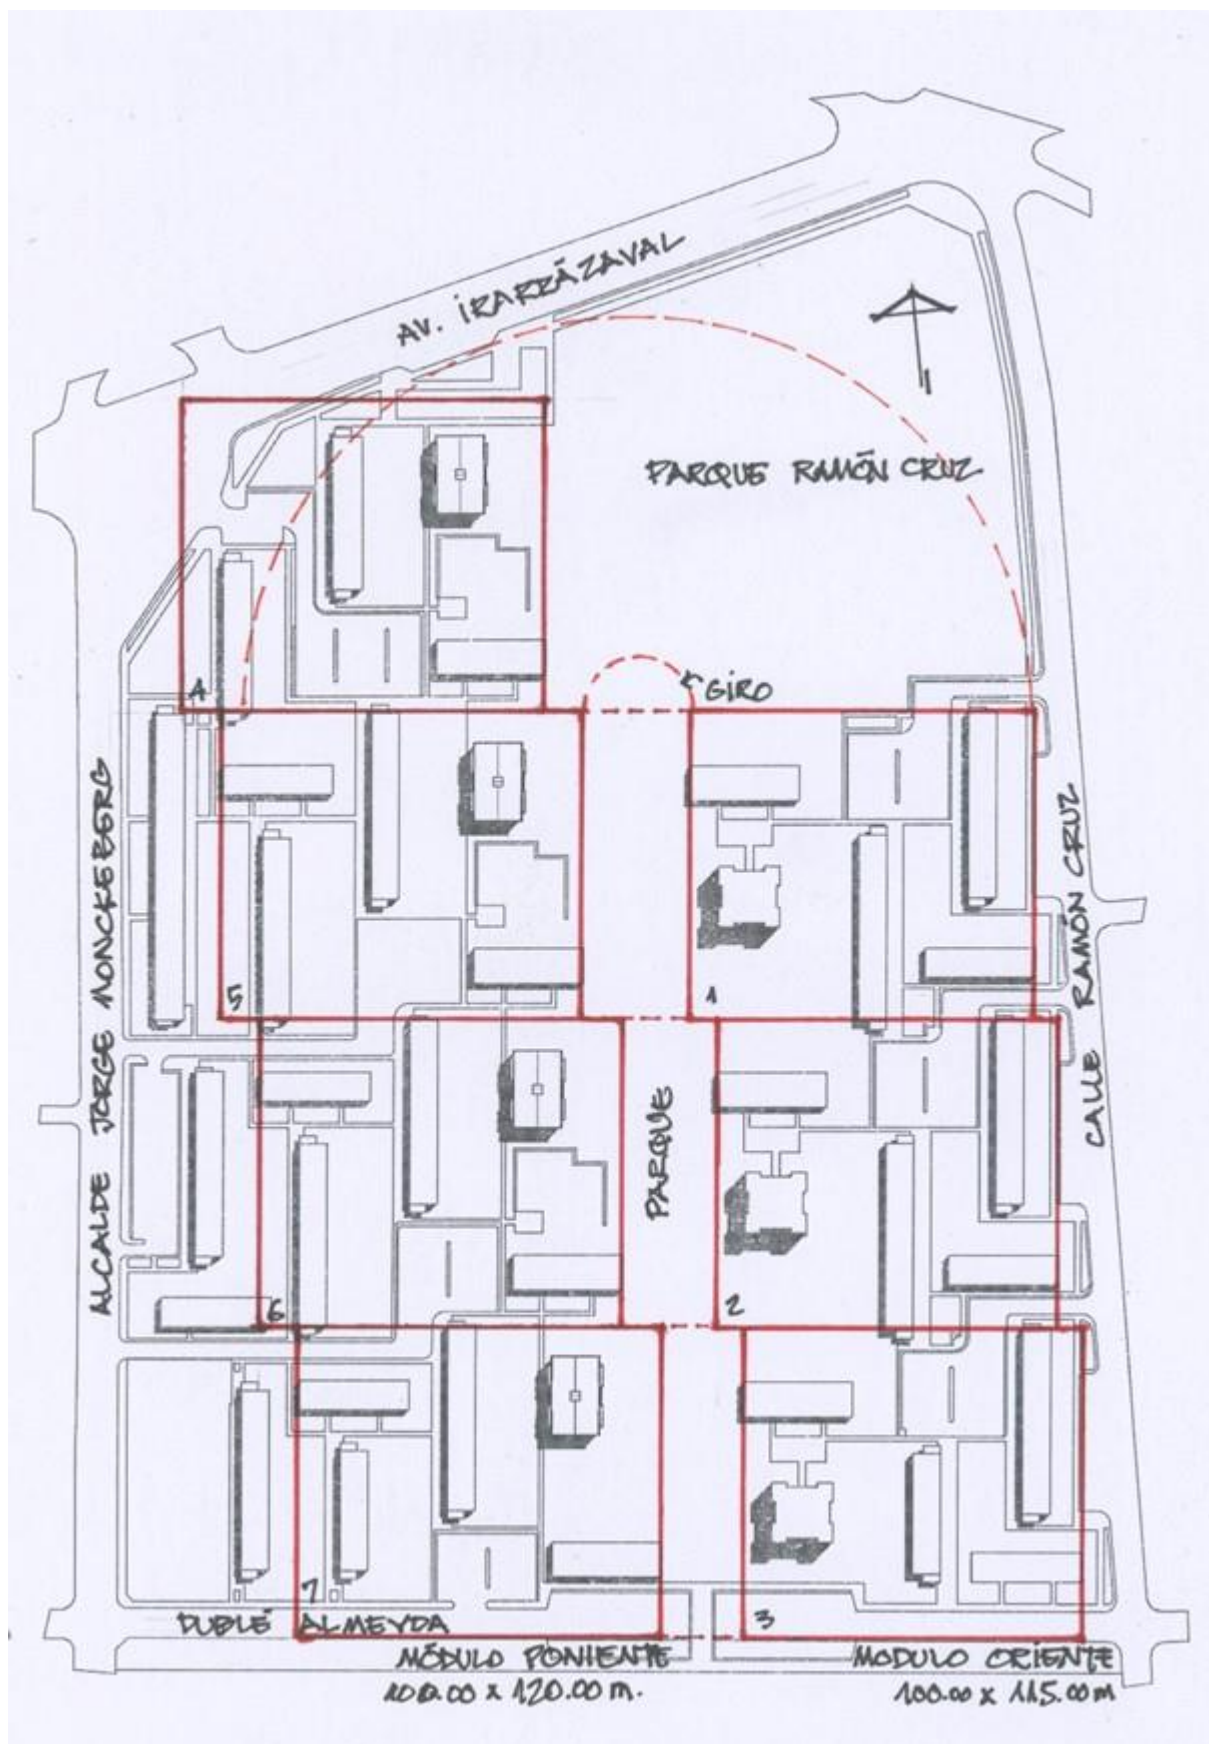 AV. IRARRÁZAVAL
PARQUE RAMÓN CRUZ
4
GIRO
ALCALDE JORGE MONCKEBERG
5
1
CALLE RAMÓN CRUZ
PARQUE
6
2
7
3
DUBLÉ ALMEYDA
MÓDULO PONIENTE
100.00 x 120.00 m.
MODULO ORIENTE
100.00 x 115.00 m